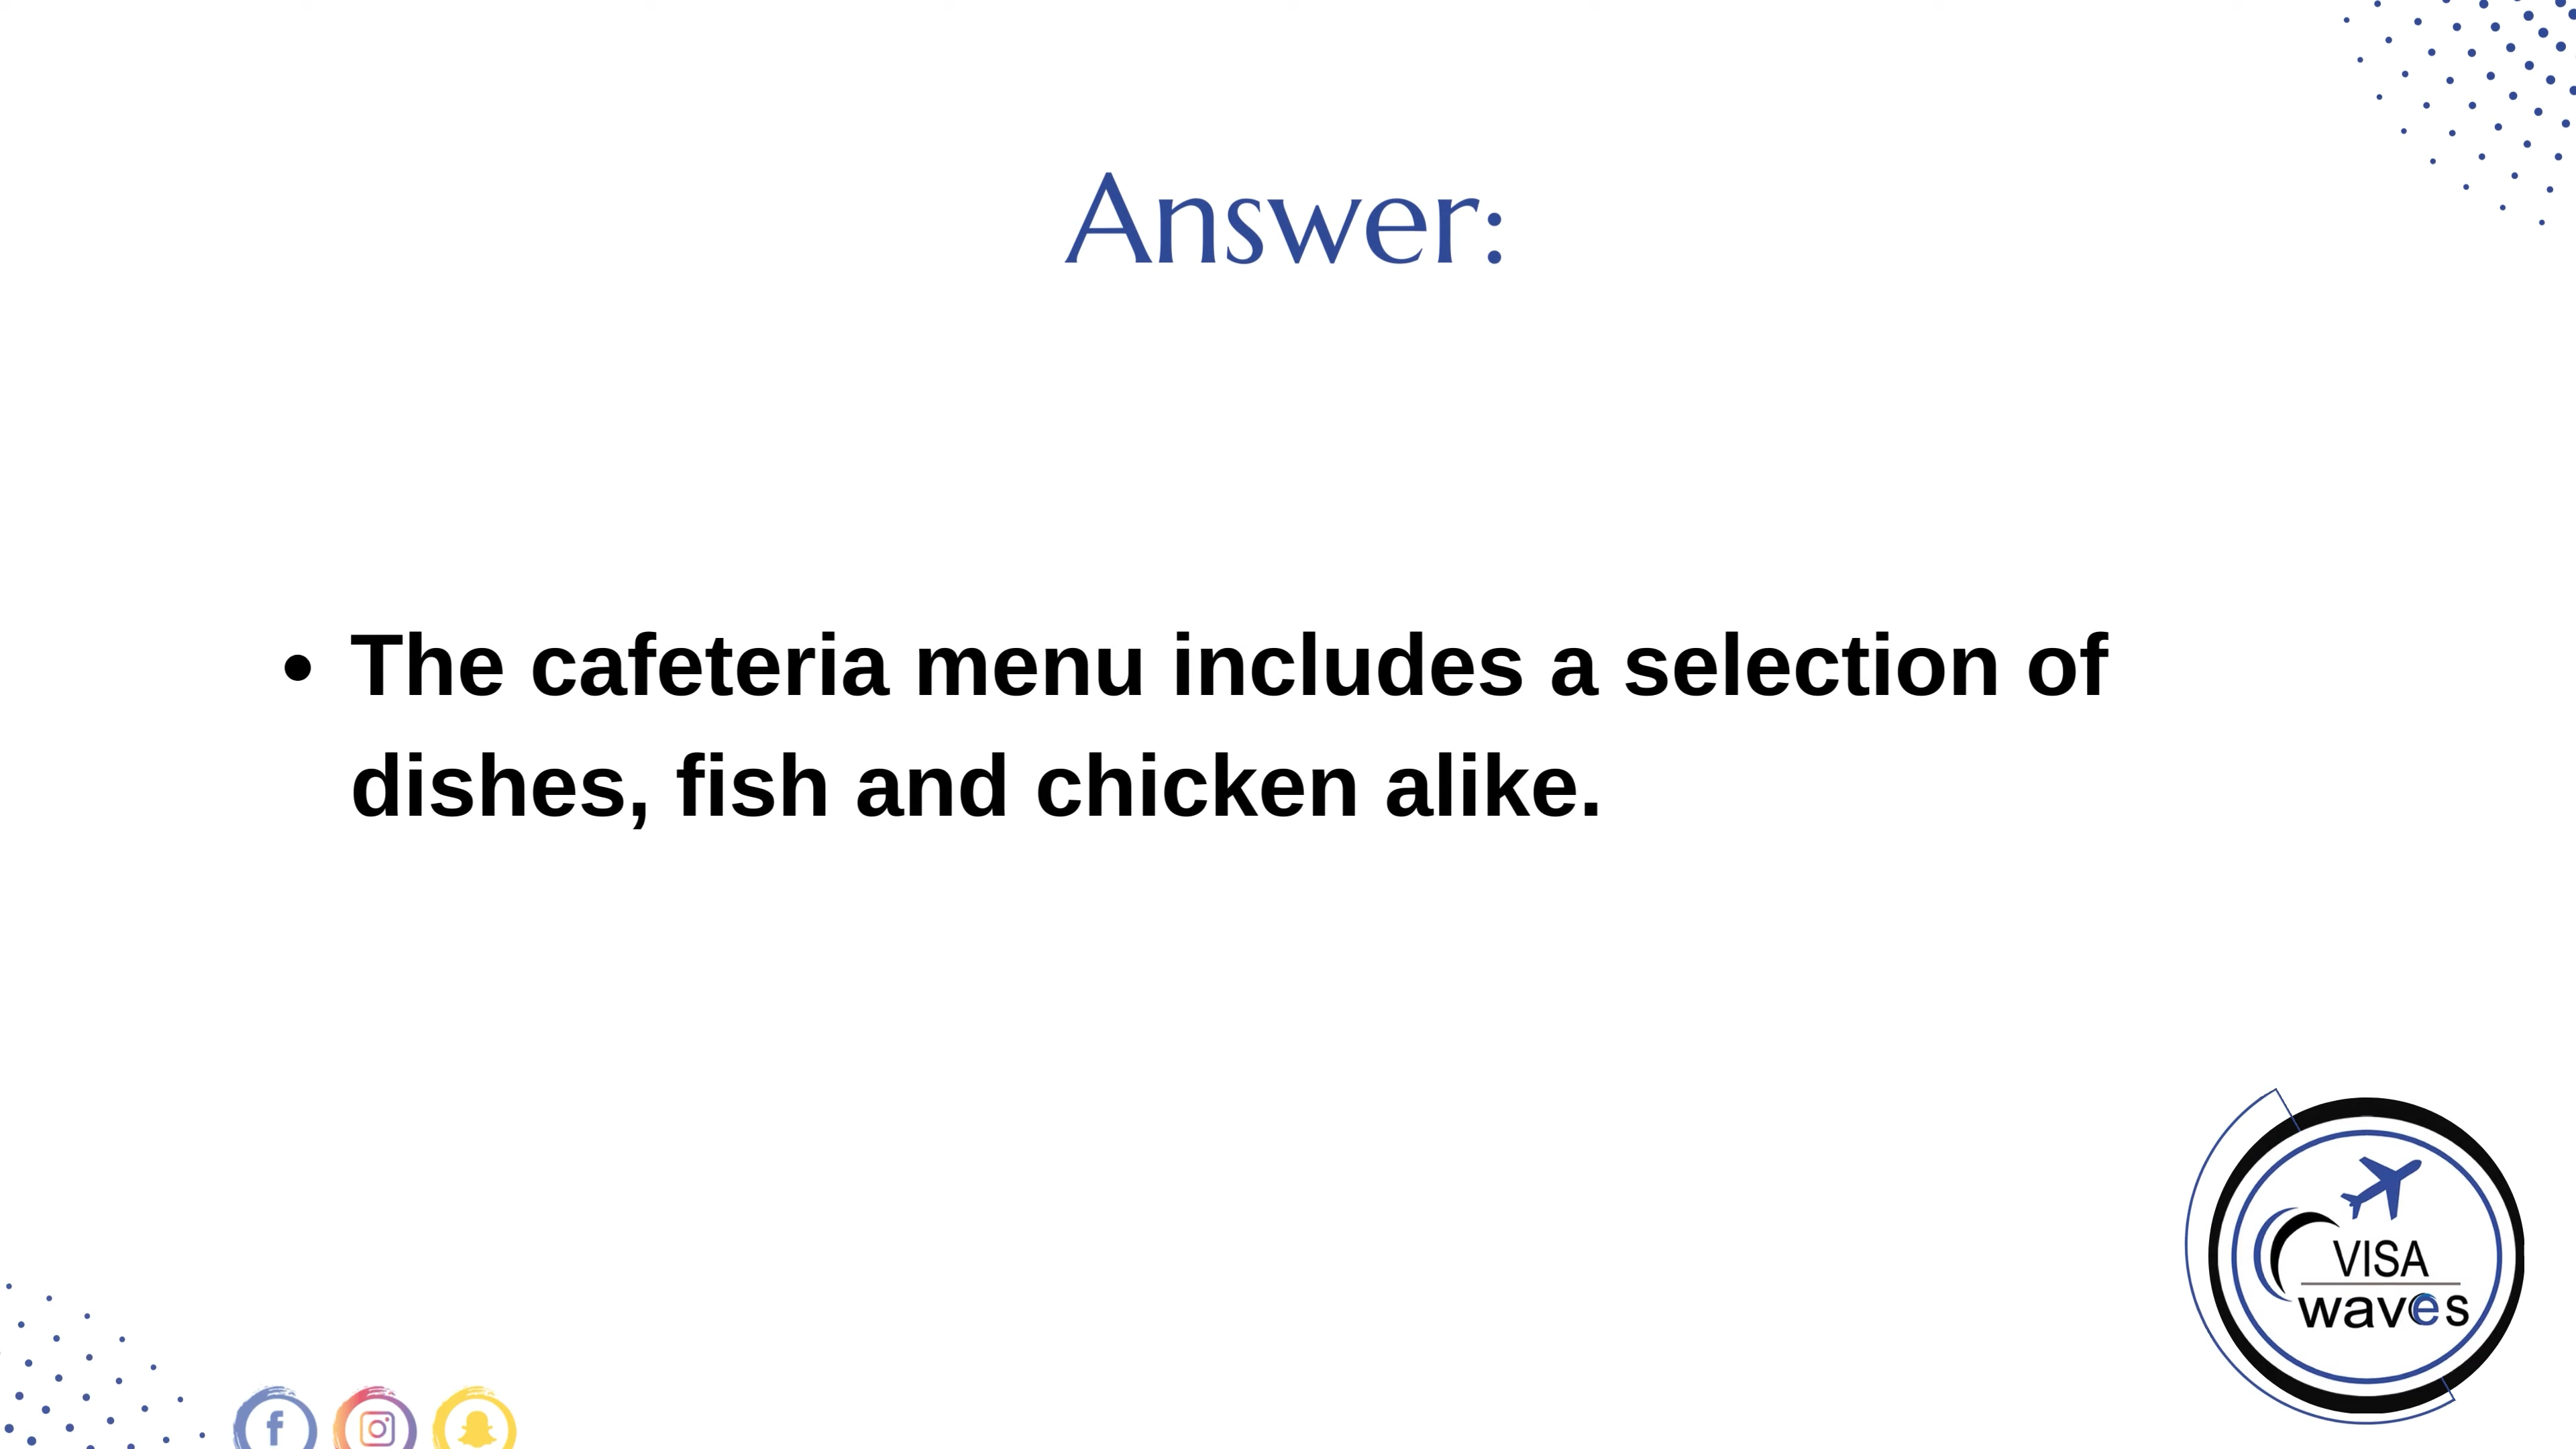 Answer:
• The cafeteria menu includes a selection of
dishes, fish and chicken alike.
VISA
waves